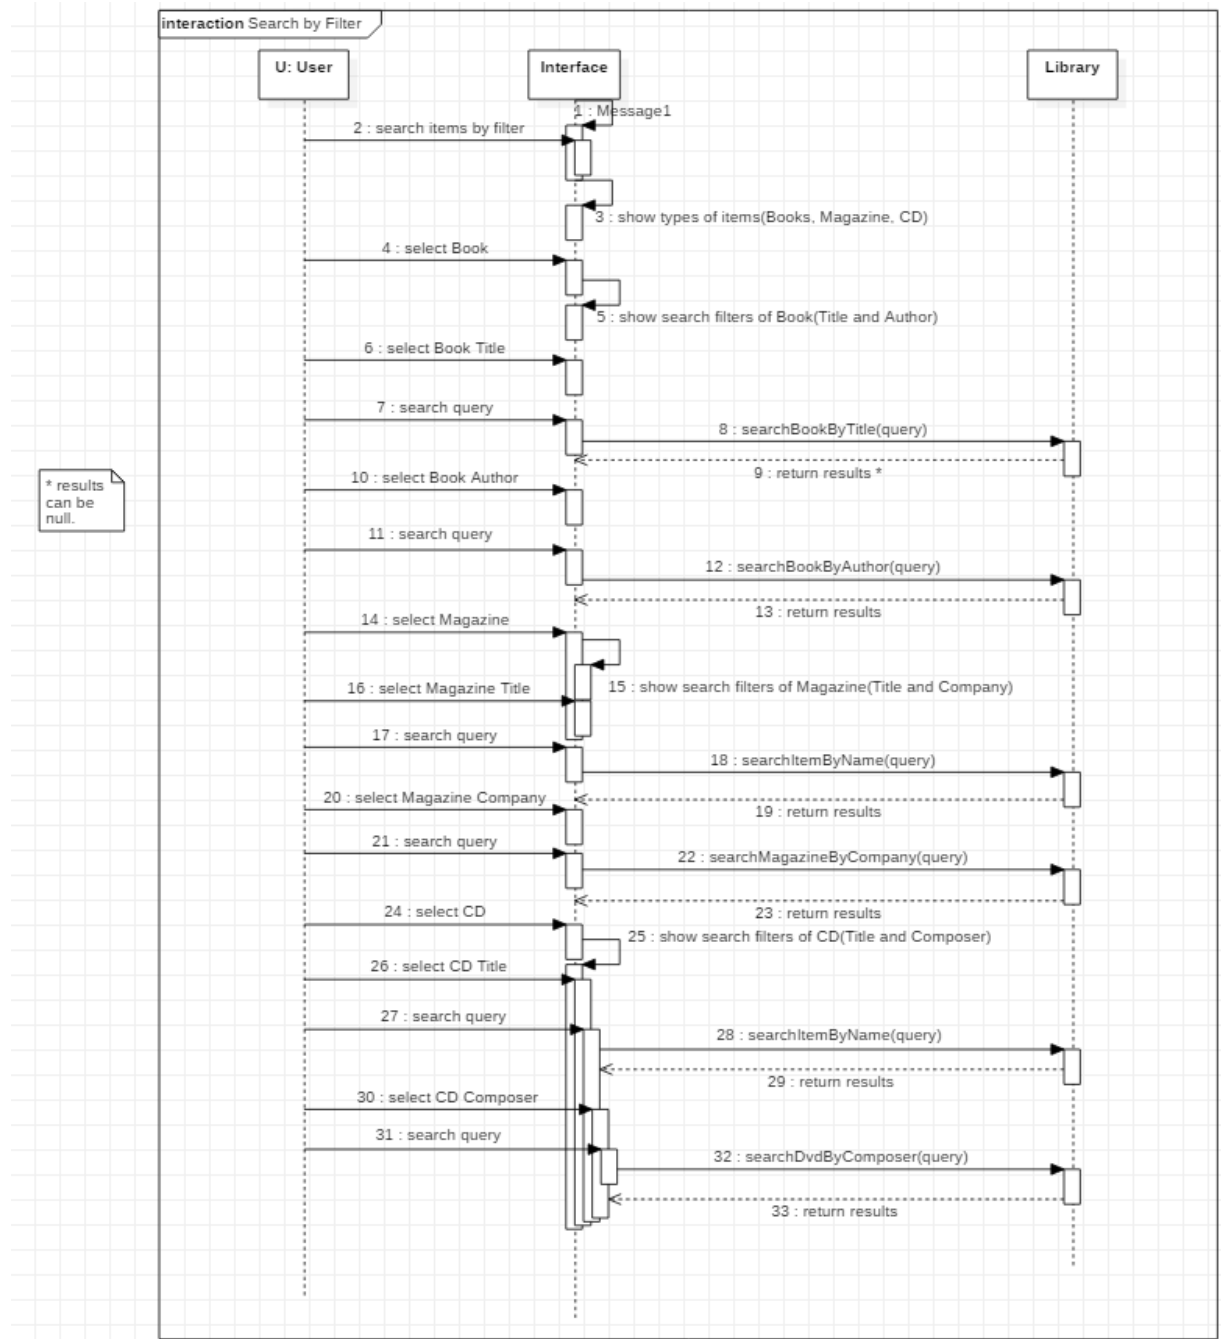 interaction Search by Filter
U: User
Interface
Library
1 : Message1
2 : search items by filter
3 : show types of items(Books, Magazine, CD)
4 : select Book
5 : show search filters of Book(Title and Author)
6 : select Book Title
7 : search query
8 : searchBookByTitle(query)
9 : return results *
10 : select Book Author
* results
can be
null.
11 : search query
12 : searchBookByAuthor(query)
13 : return results
14 : select Magazine
15 : show search filters of Magazine(Title and Company)
16 : select Magazine Title
17 : search query
18 : searchItemByName(query)
19 : return results
20 : select Magazine Company
21 : search query
22 : searchMagazineByCompany(query)
23 : return results
24 : select CD
25 : show search filters of CD(Title and Composer)
26 : select CD Title
27 : search query
28 : searchItemByName(query)
29 : return results
30 : select CD Composer
31 : search query
32 : searchDvdByComposer(query)
33 : return results